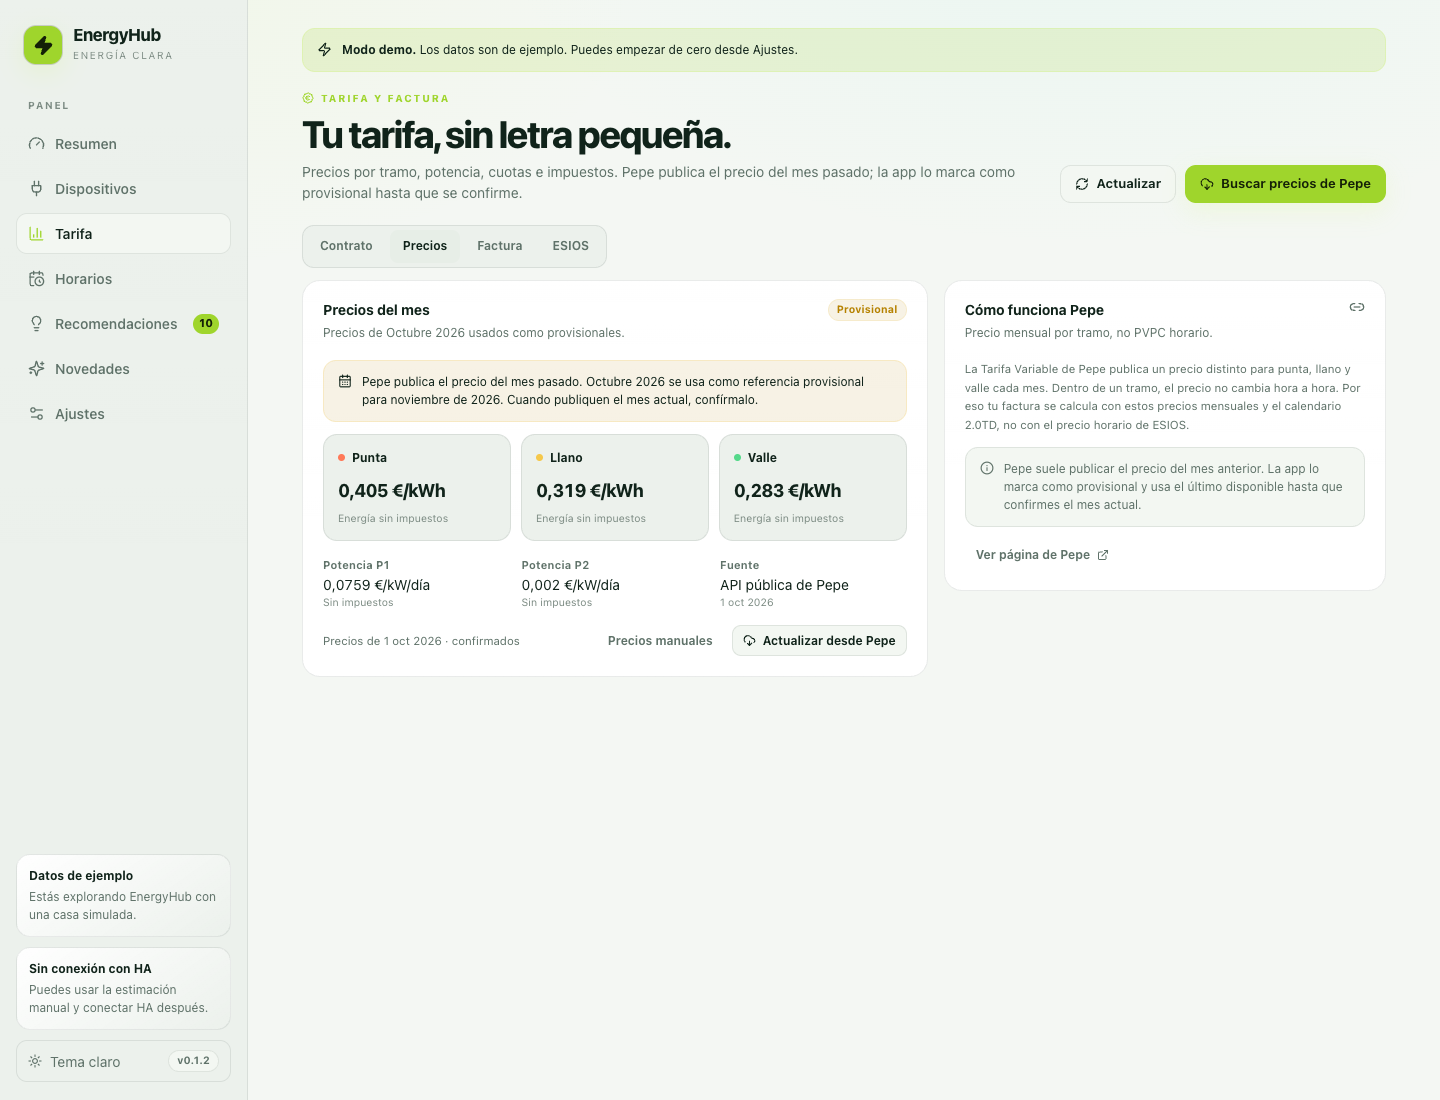 EnergyHub
ENERGÍA CLARA
PANEL
Resumen
Dispositivos
Tarifa
Horarios
Recomendaciones 10
Novedades
Ajustes
Datos de ejemplo
Estás explorando EnergyHub con
una casa simulada.
Sin conexión con HA
Puedes usar la estimación
manual y conectar HA después.
Tema claro v0.1.2
Modo demo. Los datos son de ejemplo. Puedes empezar de cero desde Ajustes.
TARIFA Y FACTURA
Tu tarifa, sin letra pequeña.
Precios por tramo, potencia, cuotas e impuestos. Pepe publica el precio del mes pasado; la app lo marca como
provisional hasta que se confirme.
Actualizar
Buscar precios de Pepe
Contrato Precios Factura ESIOS
Precios del mes
Provisional
Precios de Octubre 2026 usados como provisionales.
Pepe publica el precio del mes pasado. Octubre 2026 se usa como referencia provisional
para noviembre de 2026. Cuando publiquen el mes actual, confírmalo.
Punta
0,405 €/kWh
Energía sin impuestos
Llano
0,319 €/kWh
Energía sin impuestos
Valle
0,283 €/kWh
Energía sin impuestos
Potencia P1
0,0759 €/kW/día
Sin impuestos
Potencia P2
0,002 €/kW/día
Sin impuestos
Fuente
API pública de Pepe
1 oct 2026
Precios de 1 oct 2026 · confirmados
Precios manuales
Actualizar desde Pepe
Cómo funciona Pepe
Precio mensual por tramo, no PVPC horario.
La Tarifa Variable de Pepe publica un precio distinto para punta, llano y
valle cada mes. Dentro de un tramo, el precio no cambia hora a hora. Por
eso tu factura se calcula con estos precios mensuales y el calendario
2.0TD, no con el precio horario de ESIOS.
Pepe suele publicar el precio del mes anterior. La app lo
marca como provisional y usa el último disponible hasta que
confirmes el mes actual.
Ver página de Pepe